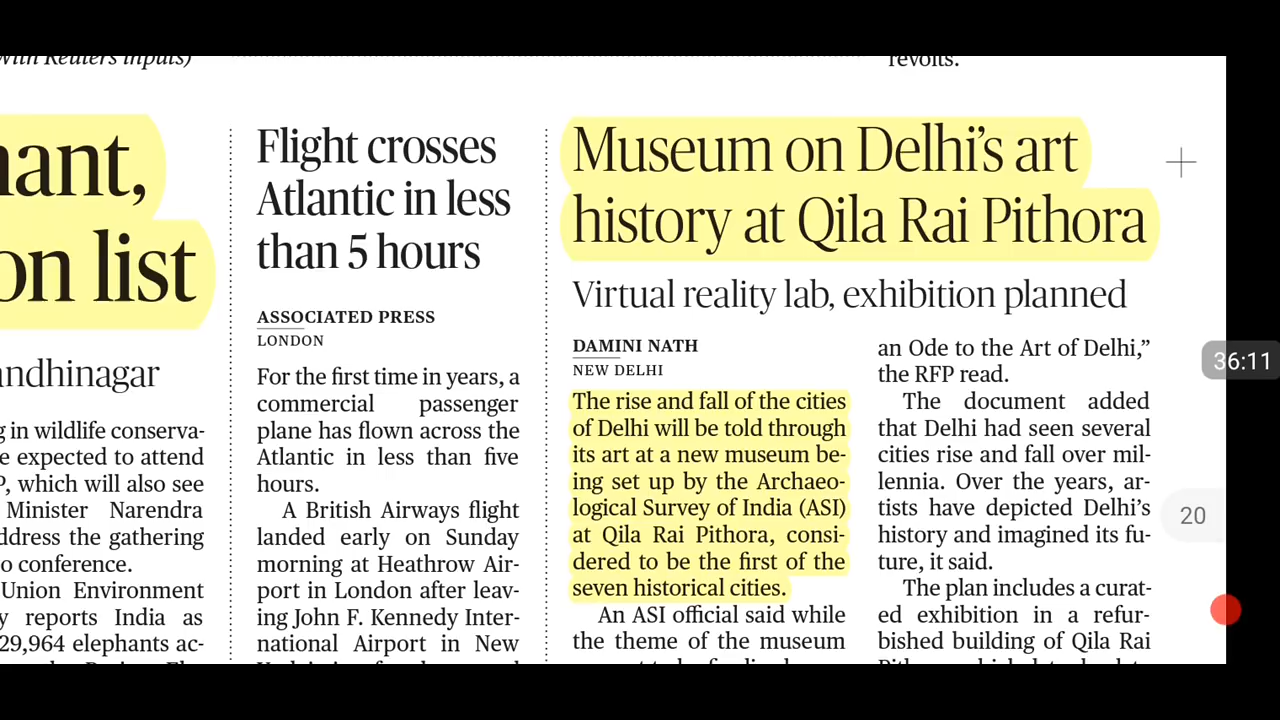 With Reuters inputs)
revolts.
hant,
on list
ndhinagar
g in wildlife conserva-
e expected to attend
P, which will also see
Minister Narendra
ddress the gathering
o conference.
Union Environment
y reports India as
29,964 elephants ac-
Flight crosses
Atlantic in less
than 5 hours
ASSOCIATED PRESS
LONDON
For the first time in years, a
commercial passenger
plane has flown across the
Atlantic in less than five
hours.
A British Airways flight
landed early on Sunday
morning at Heathrow Air-
port in London after leav-
ing John F. Kennedy Inter-
national Airport in New
Museum on Delhi's art
history at Qila Rai Pithora
Virtual reality lab, exhibition planned
DAMINI NATH
NEW DELHI
The rise and fall of the cities
of Delhi will be told through
its art at a new museum be-
ing set up by the Archaeo-
logical Survey of India (ASI)
at Qila Rai Pithora, consi-
dered to be the first of the
seven historical cities.
An ASI official said while
the theme of the museum
an Ode to the Art of Delhi,”
the RFP read.
The document added
that Delhi had seen several
cities rise and fall over mil-
lennia. Over the years, ar-
tists have depicted Delhi’s
history and imagined its fu-
ture, it said.
The plan includes a curat-
ed exhibition in a refur-
bished building of Qila Rai
36:11
20